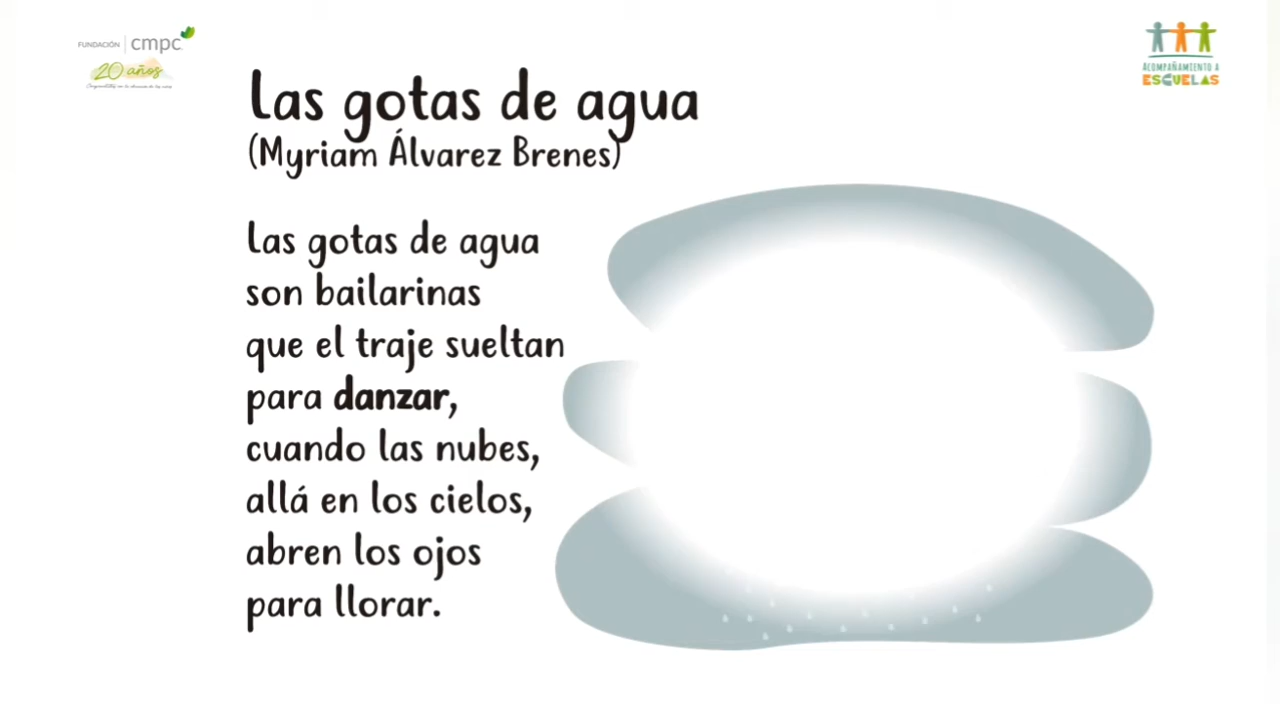 FUNDACIÓN | cmpc
20 años
ACOMPAÑAMIENTO A
ESCUELAS
Las gotas de agua
(Myriam Álvarez Brenes)
Las gotas de agua
son bailarinas
que el traje sueltan
para danzar,
cuando las nubes,
allá en los cielos,
abren los ojos
para llorar.